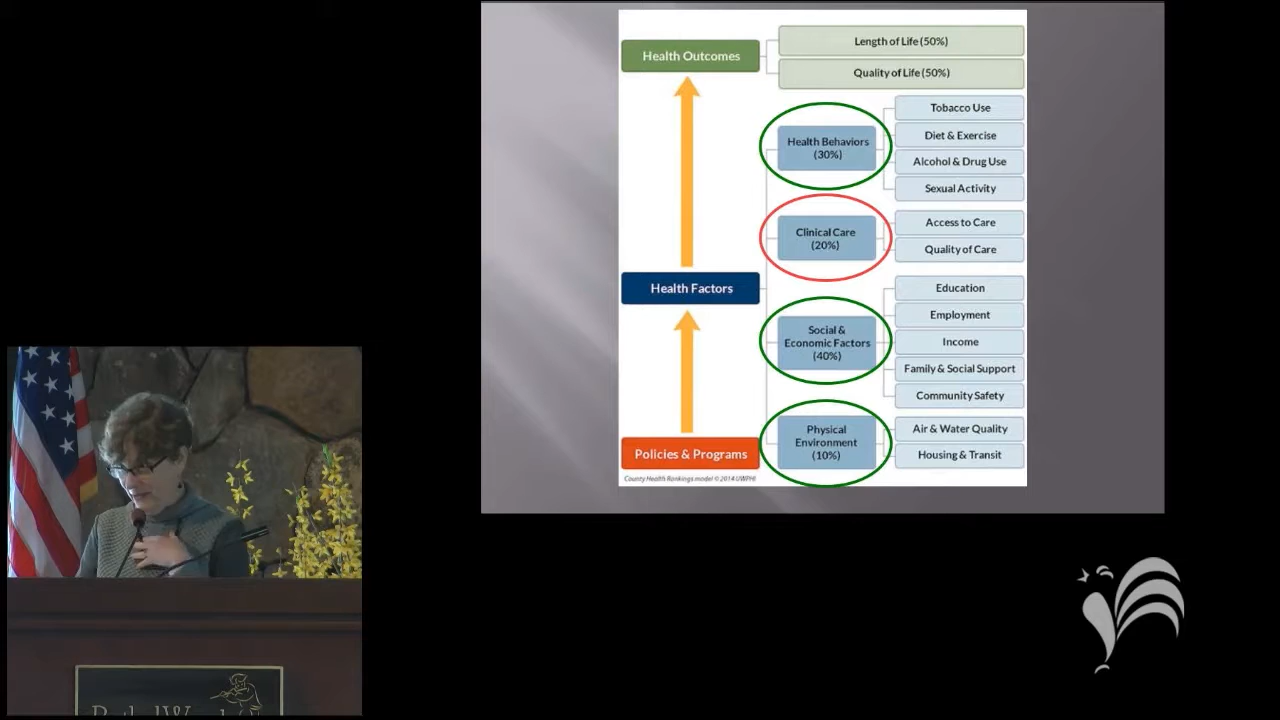 Health Outcomes
Length of Life (50%)
Quality of Life (50%)
Health Behaviors
(30%)
Tobacco Use
Diet & Exercise
Alcohol & Drug Use
Sexual Activity
Clinical Care
(20%)
Access to Care
Quality of Care
Health Factors
Social &
Economic Factors
(40%)
Education
Employment
Income
Family & Social Support
Community Safety
Policies & Programs
Physical
Environment
(10%)
Air & Water Quality
Housing & Transit
County Health Rankings model © 2014 UWPHI